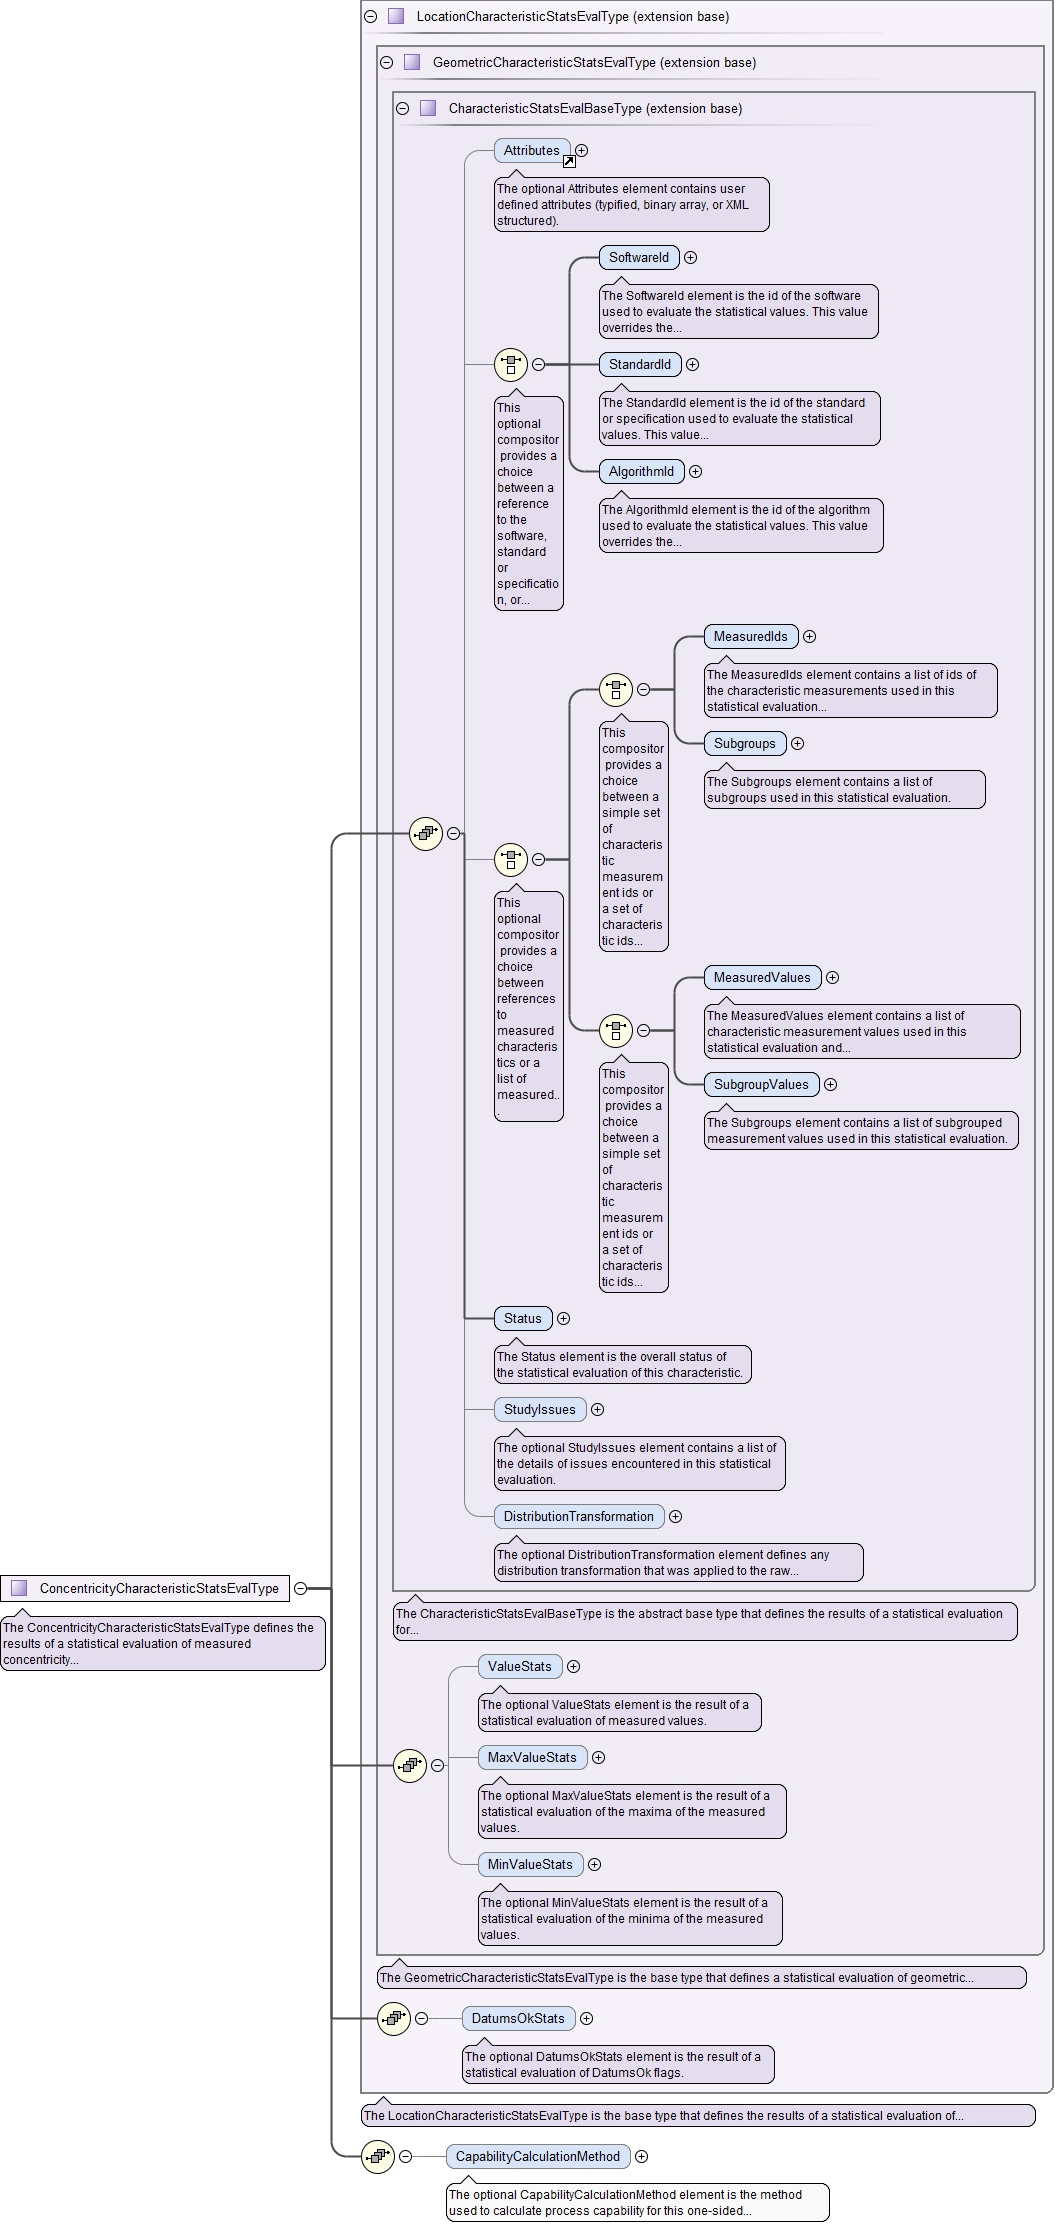 LocationCharacteristicStatsEvalType (extension base)
GeometricCharacteristicStatsEvalType (extension base)
CharacteristicStatsEvalBaseType (extension base)
Attributes
The optional Attributes element contains user
defined attributes (typified, binary array, or XML
structured).
SoftwareId
The SoftwareId element is the id of the software
used to evaluate the statistical values. This value
overrides the...
StandardId
The StandardId element is the id of the standard
or specification used to evaluate the statistical
values. This value...
AlgorithmId
The AlgorithmId element is the id of the algorithm
used to evaluate the statistical values. This value
overrides the...
This
optional
compositor
provides a
choice
between a
reference
to the
software,
standard
or
specificatio
n, or...
MeasuredIds
The MeasuredIds element contains a list of ids of
the characteristic measurements used in this
statistical evaluation...
Subgroups
The Subgroups element contains a list of
subgroups used in this statistical evaluation.
This
compositor
provides a
choice
between a
simple set
of
characteris
tic
measurem
ent ids or
a set of
characteris
tic ids...
This
optional
compositor
provides a
choice
between
references
to
measured
characteris
tics or a
list of
measured..
.
MeasuredValues
The MeasuredValues element contains a list of
characteristic measurement values used in this
statistical evaluation and...
SubgroupValues
The Subgroups element contains a list of subgrouped
measurement values used in this statistical evaluation.
This
compositor
provides a
choice
between a
simple set
of
characteris
tic
measurem
ent ids or
a set of
characteris
tic ids...
Status
The Status element is the overall status of
the statistical evaluation of this characteristic.
StudyIssues
The optional StudyIssues element contains a list of
the details of issues encountered in this statistical
evaluation.
DistributionTransformation
The optional DistributionTransformation element defines any
distribution transformation that was applied to the raw...
ConcentricityCharacteristicStatsEvalType
The ConcentricityCharacteristicStatsEvalType defines the
results of a statistical evaluation of measured
concentricity...
The CharacteristicStatsEvalBaseType is the abstract base type that defines the results of a statistical evaluation
for...
ValueStats
The optional ValueStats element is the result of a
statistical evaluation of measured values.
MaxValueStats
The optional MaxValueStats element is the result of a
statistical evaluation of the maxima of the measured
values.
MinValueStats
The optional MinValueStats element is the result of a
statistical evaluation of the minima of the measured
values.
The GeometricCharacteristicStatsEvalType is the base type that defines a statistical evaluation of geometric...
DatumsOkStats
The optional DatumsOkStats element is the result of a
statistical evaluation of DatumsOk flags.
The LocationCharacteristicStatsEvalType is the base type that defines the results of a statistical evaluation of...
CapabilityCalculationMethod
The optional CapabilityCalculationMethod element is the method
used to calculate process capability for this one-sided...